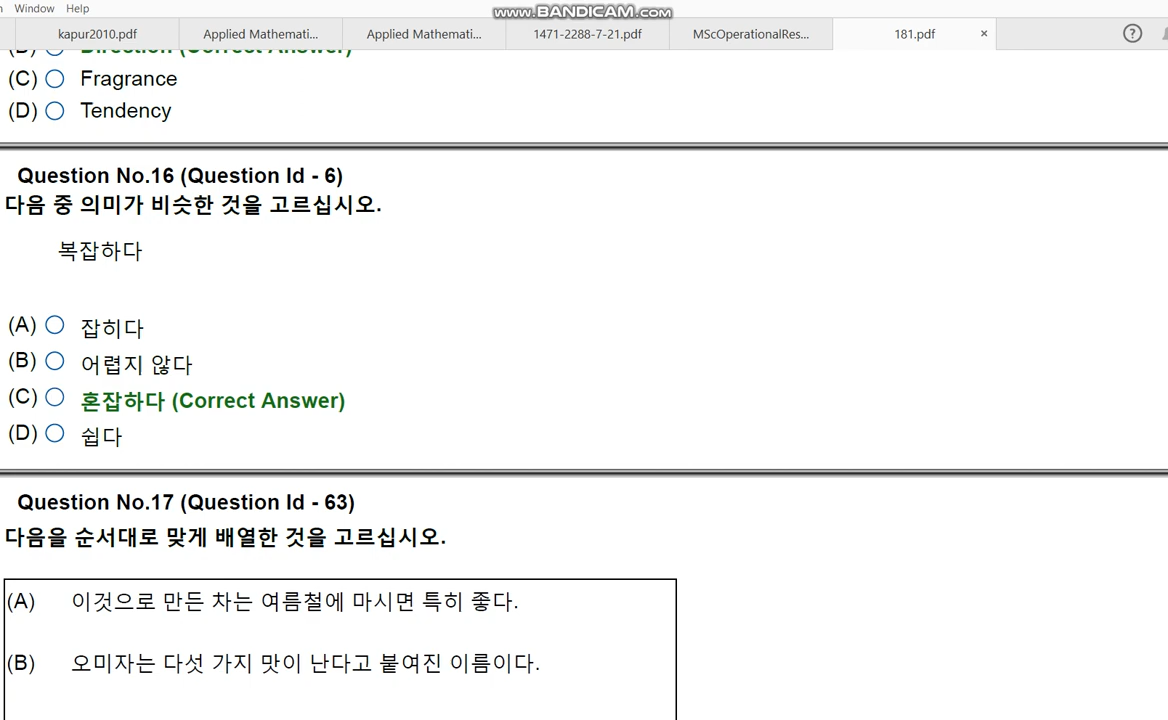 Window Help
www.BANDICAM.com
kapur2010.pdf Applied Mathemati... Applied Mathemati... 1471-2288-7-21.pdf MScOperationalRes... 181.pdf × ?
(C) Fragrance
(D) Tendency
Question No.16 (Question Id - 6)
다음 중 의미가 비슷한 것을 고르십시오.
복잡하다
(A) 잡히다
(B) 어렵지 않다
(C) 혼잡하다 (Correct Answer)
(D) 쉽다
Question No.17 (Question Id - 63)
다음을 순서대로 맞게 배열한 것을 고르십시오.
(A) 이것으로 만든 차는 여름철에 마시면 특히 좋다.
(B) 오미자는 다섯 가지 맛이 난다고 붙여진 이름이다.